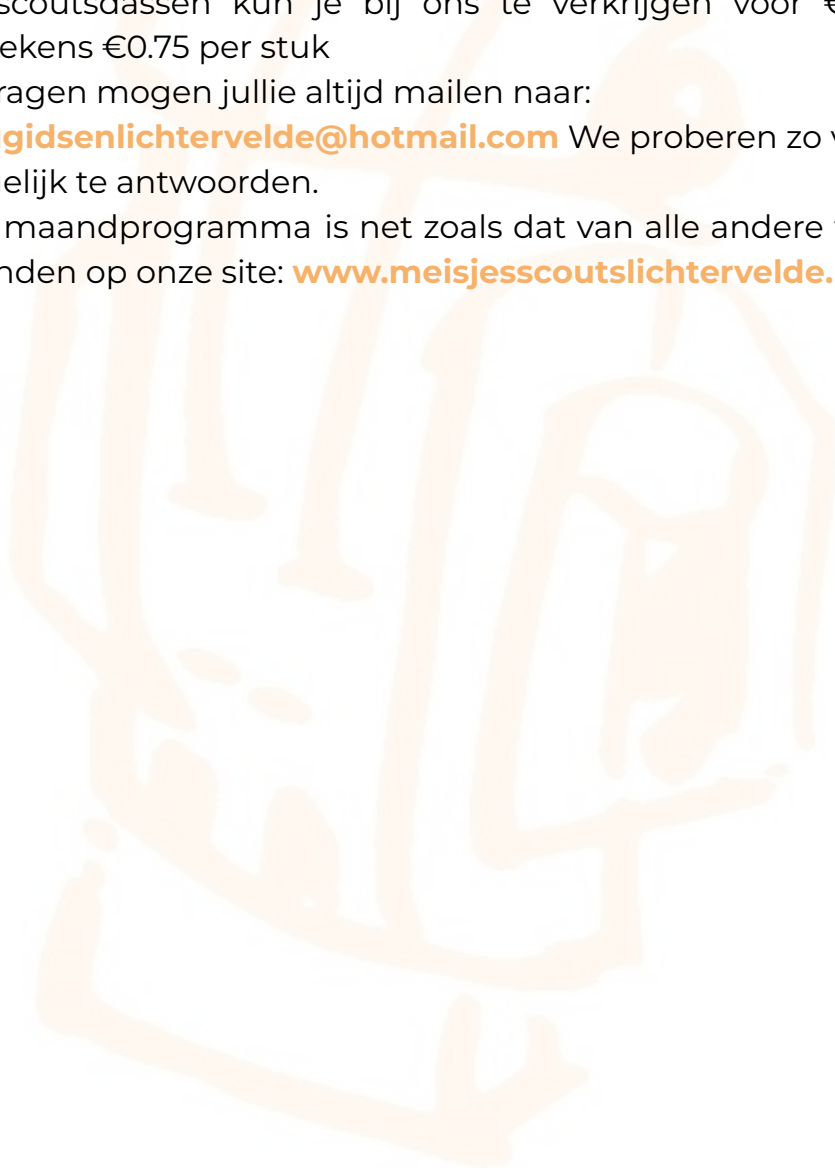 scoutsdassen kun je bij ons te verkrijgen voor €
ekens €0.75 per stuk
ragen mogen jullie altijd mailen naar:
gidsenlichtervelde@hotmail.com We proberen zo v
elijk te antwoorden.
maandprogramma is net zoals dat van alle andere
nden op onze site: www.meisjesscoutslichtervelde.